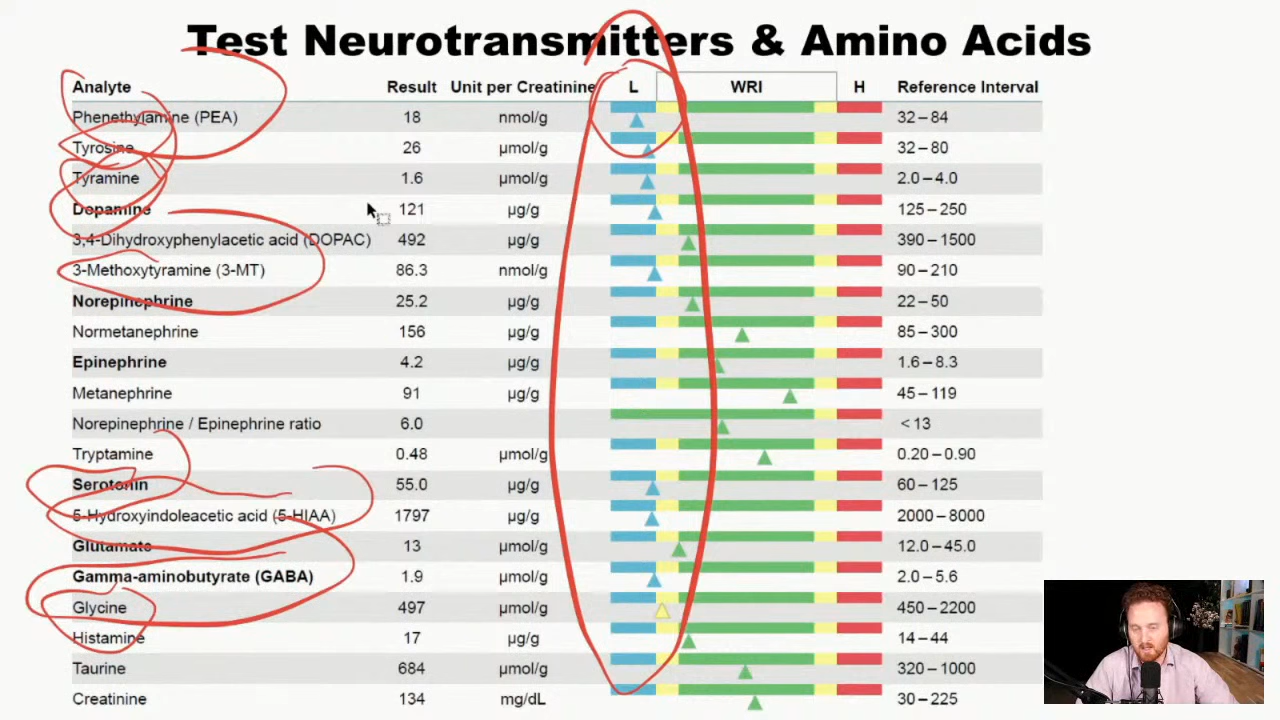 Test Neurotransmitters & Amino Acids
Analyte Result Unit per Creatinine L WRI H Reference Interval
Phenethylamine (PEA) 18 nmol/g 32 – 84
Tyrosine 26 μmol/g 32 – 80
Tyramine 1.6 μmol/g 2.0 – 4.0
Dopamine 121 μg/g 125 – 250
3,4-Dihydroxyphenylacetic acid (DOPAC) 492 μg/g 390 – 1500
3-Methoxytyramine (3-MT) 86.3 nmol/g 90 – 210
Norepinephrine 25.2 μg/g 22 – 50
Normetanephrine 156 μg/g 85 – 300
Epinephrine 4.2 μg/g 1.6 – 8.3
Metanephrine 91 μg/g 45 – 119
Norepinephrine / Epinephrine ratio 6.0 < 13
Tryptamine 0.48 μmol/g 0.20 – 0.90
Serotonin 55.0 μg/g 60 – 125
5-Hydroxyindoleacetic acid (5-HIAA) 1797 μg/g 2000 – 8000
Glutamate 13 μmol/g 12.0 – 45.0
Gamma-aminobutyrate (GABA) 1.9 μmol/g 2.0 – 5.6
Glycine 497 μmol/g 450 – 2200
Histamine 17 μg/g 14 – 44
Taurine 684 μmol/g 320 – 1000
Creatinine 134 mg/dL 30 – 225